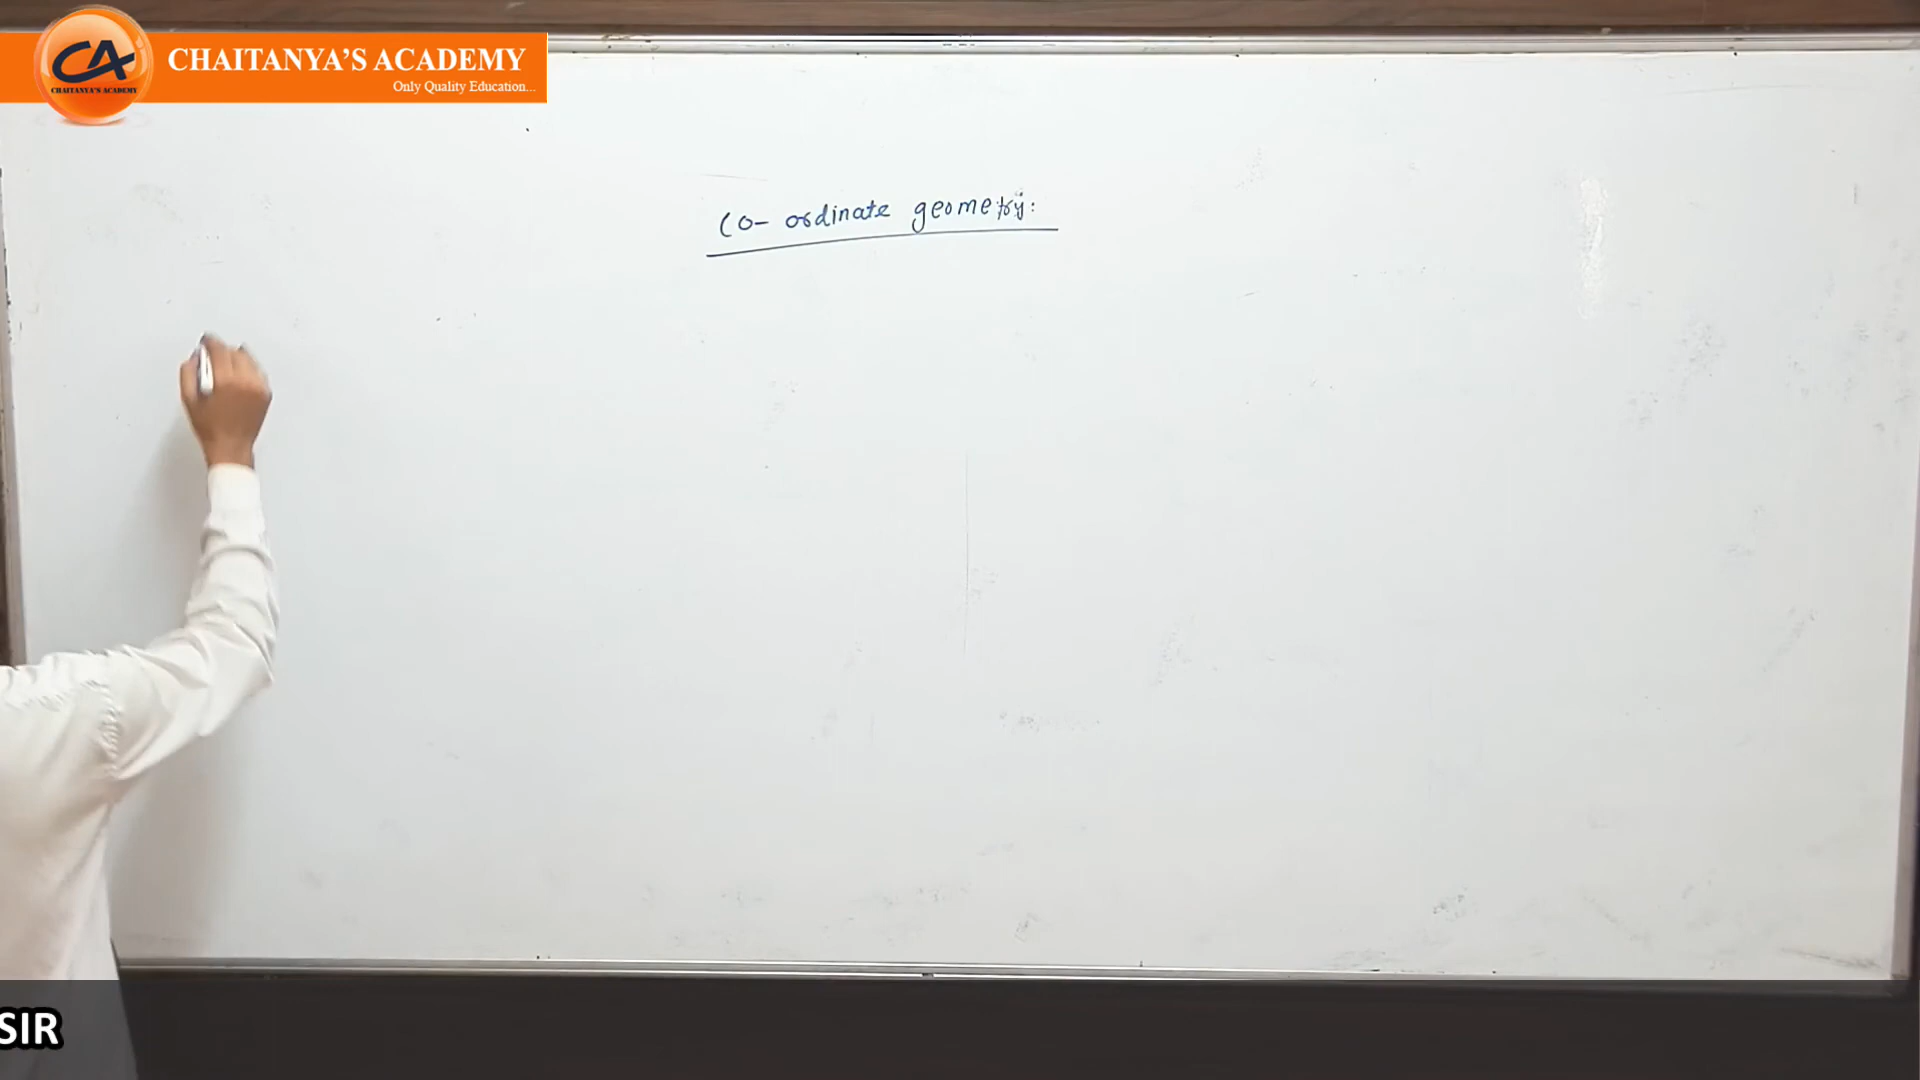 CA
CHAITANYA'S ACADEMY
CHAITANYA'S ACADEMY
Only Quality Education...
Co-ordinate geometry:
SIR